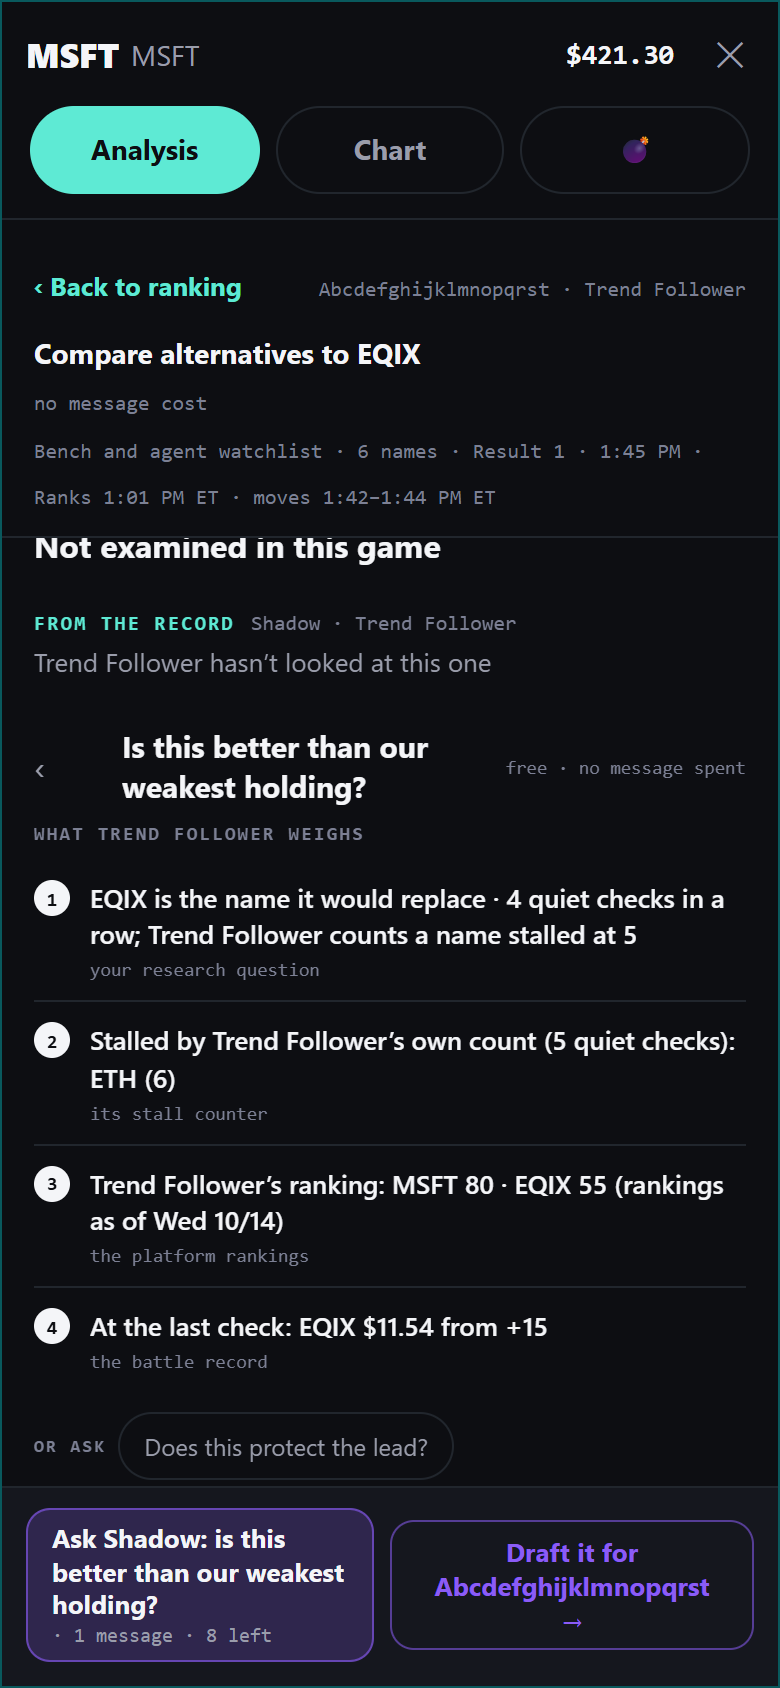 MSFT MSFT $421.30
Analysis Chart
‹ Back to ranking Abcdefghijklmnopqrst · Trend Follower
Compare alternatives to EQIX
no message cost
Bench and agent watchlist · 6 names · Result 1 · 1:45 PM ·
Ranks 1:01 PM ET · moves 1:42–1:44 PM ET
Not examined in this game
FROM THE RECORD Shadow · Trend Follower
Trend Follower hasn’t looked at this one
‹ Is this better than our
weakest holding?
free · no message spent
WHAT TREND FOLLOWER WEIGHS
1 EQIX is the name it would replace · 4 quiet checks in a
row; Trend Follower counts a name stalled at 5
your research question
2 Stalled by Trend Follower’s own count (5 quiet checks):
ETH (6)
its stall counter
3 Trend Follower’s ranking: MSFT 80 · EQIX 55 (rankings
as of Wed 10/14)
the platform rankings
4 At the last check: EQIX $11.54 from +15
the battle record
OR ASK Does this protect the lead?
Ask Shadow: is this
better than our weakest
holding?
· 1 message · 8 left
Draft it for
Abcdefghijklmnopqrst
→